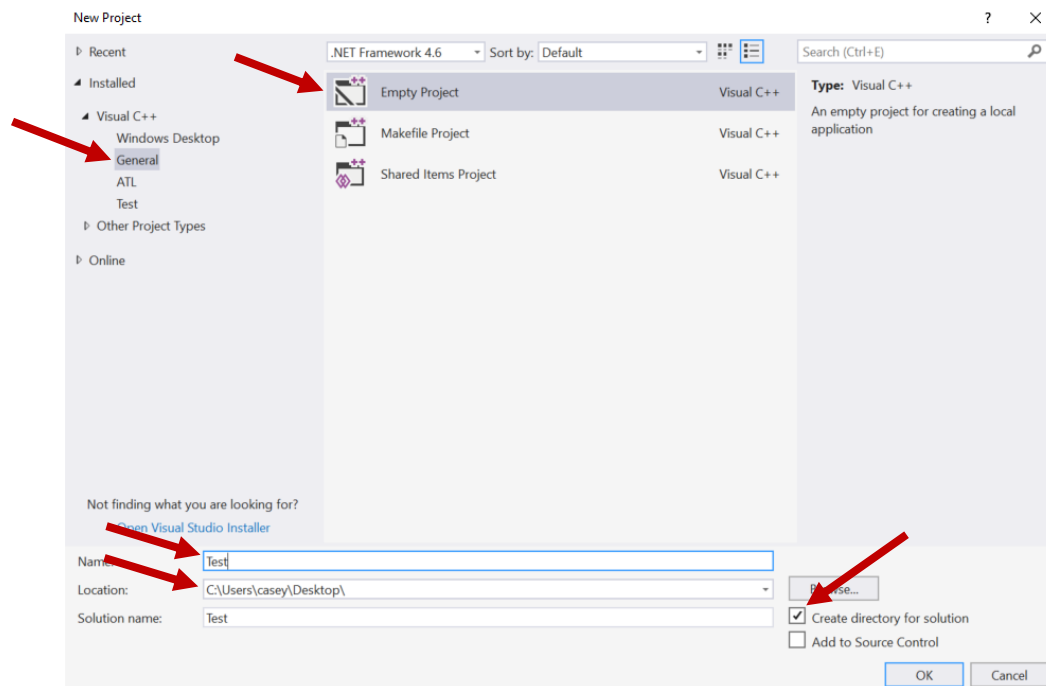 New Project
?
Recent
.NET Framework 4.6
Sort by: Default
Search (Ctrl+E)
Installed
Visual C++
Windows Desktop
General
ATL
Test
Other Project Types
Online
Empty Project Visual C++
Makefile Project Visual C++
Shared Items Project Visual C++
Type: Visual C++
An empty project for creating a local
application
Not finding what you are looking for?
Open Visual Studio Installer
Name: Test
Location: C:\Users\casey\Desktop\
Browse...
Solution name: Test
Create directory for solution
Add to Source Control
OK Cancel